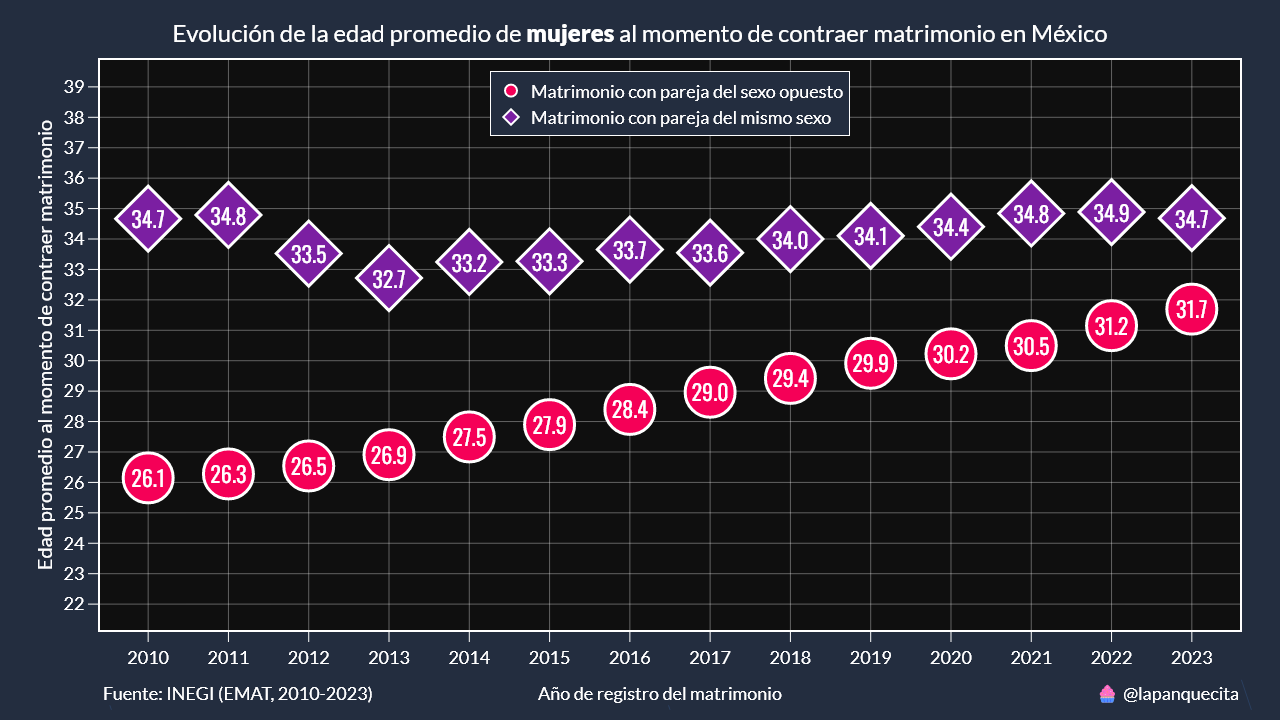 Evolución de la edad promedio de mujeres al momento de contraer matrimonio en México
Matrimonio con pareja del sexo opuesto
Matrimonio con pareja del mismo sexo
Edad promedio al momento de contraer matrimonio
39
38
37
36
35
34
33
32
31
30
29
28
27
26
25
24
23
22
34.7 34.8 33.5 32.7 33.2 33.3 33.7 33.6 34.0 34.1 34.4 34.8 34.9 34.7
26.1 26.3 26.5 26.9 27.5 27.9 28.4 29.0 29.4 29.9 30.2 30.5 31.2 31.7
2010 2011 2012 2013 2014 2015 2016 2017 2018 2019 2020 2021 2022 2023
Fuente: INEGI (EMAT, 2010-2023) Año de registro del matrimonio @lapanquecita